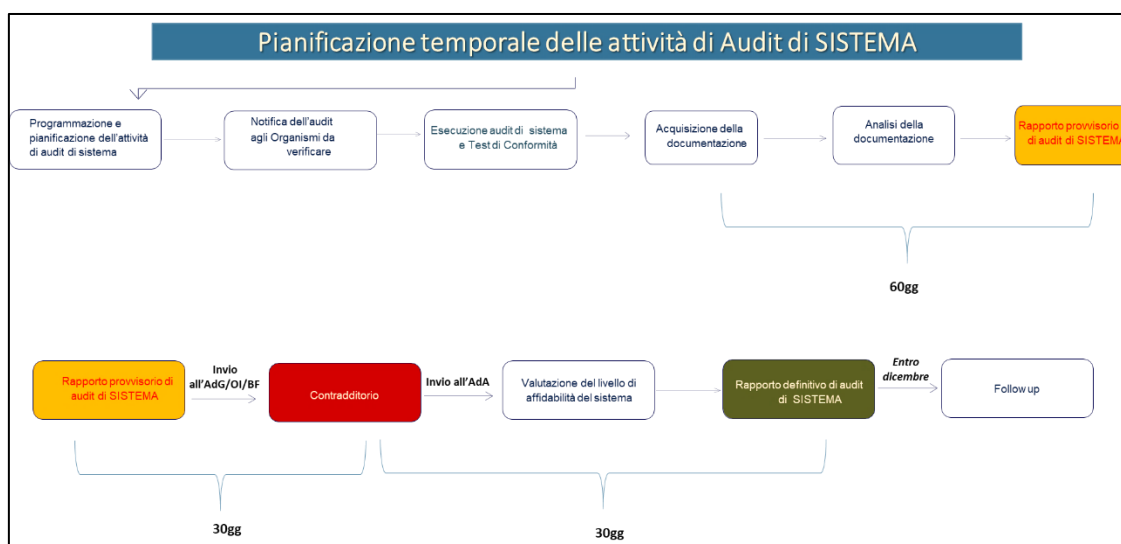 Pianificazione temporale delle attività di Audit di SISTEMA
Programmazione e
pianificazione dell'attività
di audit di sistema
Notifica dell'audit
agli Organismi da
verificare
Esecuzione audit di sistema
e Test di Conformità
Acquisizione della
documentazione
Analisi della
documentazione
Rapporto provvisorio
di audit di SISTEMA
60gg
Rapporto provvisorio di
audit di SISTEMA
Invio
all'AdG/OI/BF
Contradditorio
Invio all'AdA
Valutazione del livello di
affidabilità del sistema
Rapporto definitivo di audit
di SISTEMA
Entro
dicembre
Follow up
30gg
30gg